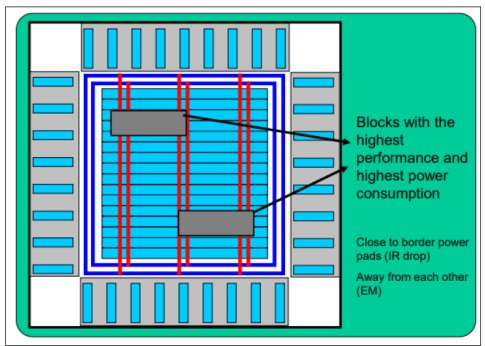 Blocks with the
highest
performance and
highest power
consumption
Close to border power
pads (IR drop)
Away from each other
(EM)